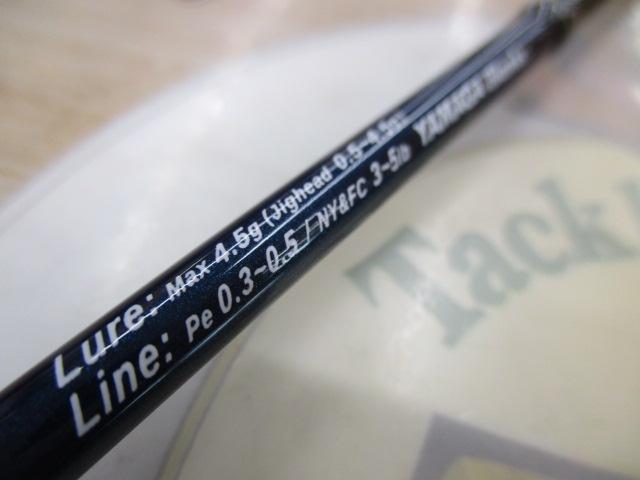 Lure: Max 4.5g (Jighead 0.5-4.5g)
Line: Pe 0.3~0.5 / NY&FC 3-5lb YAMAGA Blanks
Tack